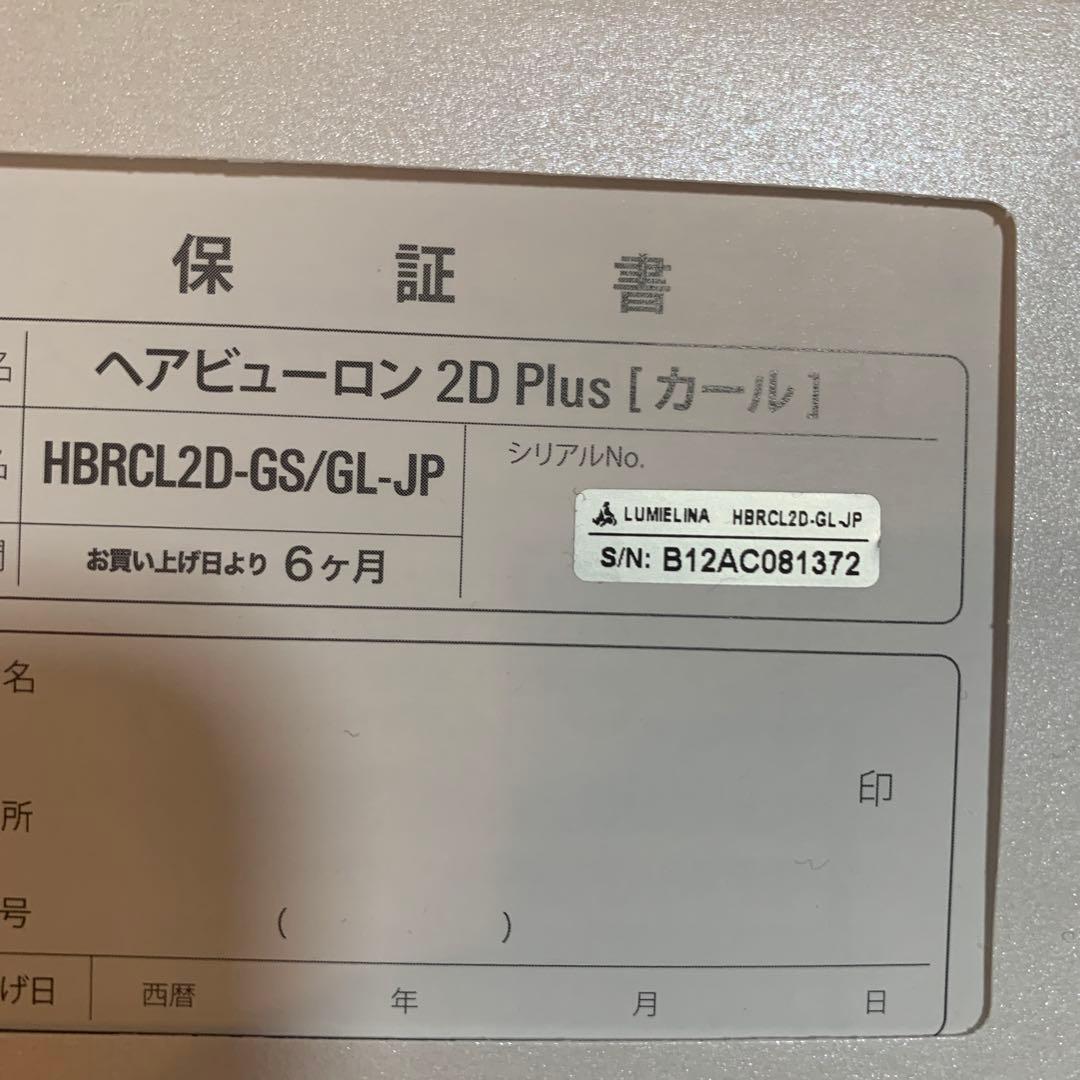 保 証 書
名
ヘアビューロン 2D Plus [ カール ]
名
HBRCL2D-GS/GL-JP
シリアルNo.
LUMIELINA HBRCL2D-GL-JP
S/N: B12AC081372
間
お買い上げ日より 6ヶ月
名
印
所
号
( )
げ日
西暦 年 月 日